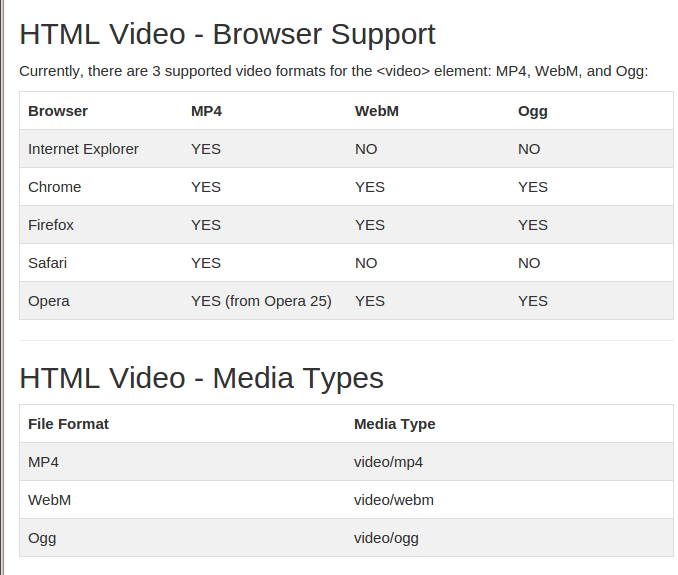 HTML Video - Browser Support
Currently, there are 3 supported video formats for the <video> element: MP4, WebM, and Ogg:
Browser MP4 WebM Ogg
Internet Explorer YES NO NO
Chrome YES YES YES
Firefox YES YES YES
Safari YES NO NO
Opera YES (from Opera 25) YES YES
HTML Video - Media Types
File Format Media Type
MP4 video/mp4
WebM video/webm
Ogg video/ogg